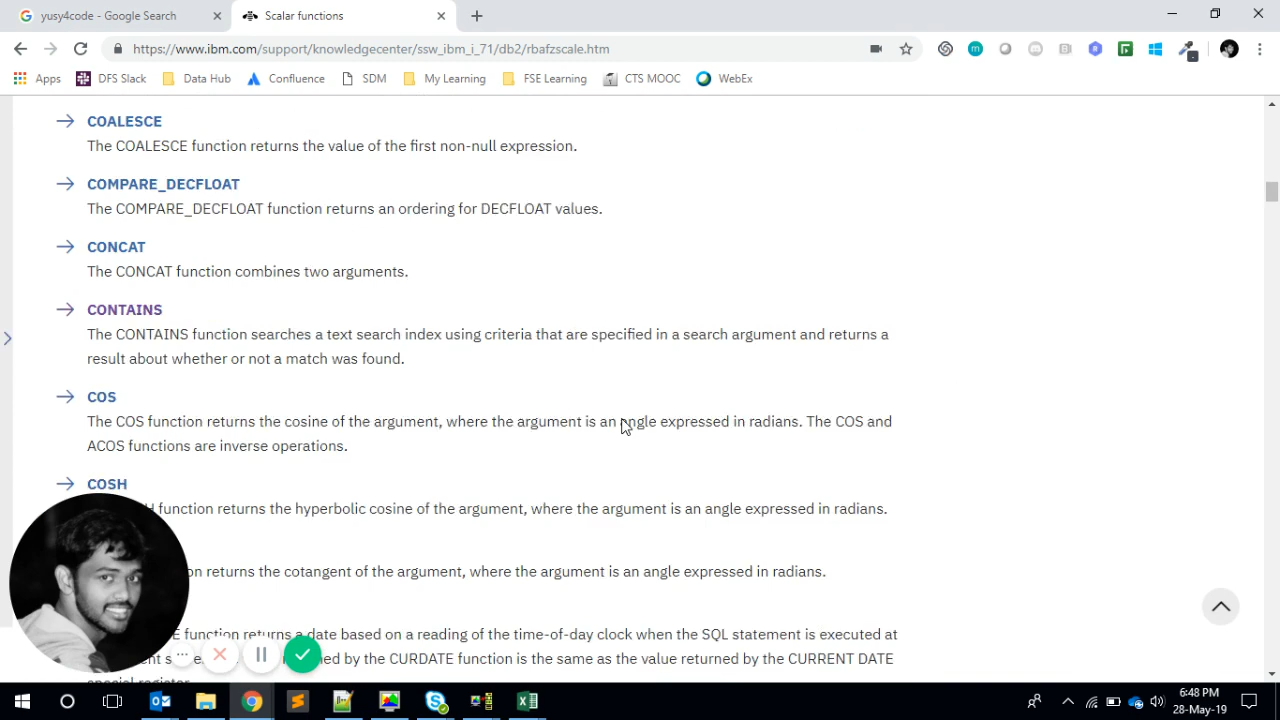 yusy4code - Google Search
Scalar functions
https://www.ibm.com/support/knowledgecenter/ssw_ibm_i_71/db2/rbafzscale.htm
Apps
DFS Slack
Data Hub
Confluence
SDM
My Learning
FSE Learning
CTS MOOC
WebEx
COALESCE
The COALESCE function returns the value of the first non-null expression.
COMPARE_DECFLOAT
The COMPARE_DECFLOAT function returns an ordering for DECFLOAT values.
CONCAT
The CONCAT function combines two arguments.
CONTAINS
The CONTAINS function searches a text search index using criteria that are specified in a search argument and returns a
result about whether or not a match was found.
COS
The COS function returns the cosine of the argument, where the argument is an angle expressed in radians. The COS and
ACOS functions are inverse operations.
COSH
function returns the hyperbolic cosine of the argument, where the argument is an angle expressed in radians.
returns the cotangent of the argument, where the argument is an angle expressed in radians.
function returns a date based on a reading of the time-of-day clock when the SQL statement is executed at
by the CURDATE function is the same as the value returned by the CURRENT DATE
special register
6:48 PM
28-May-19